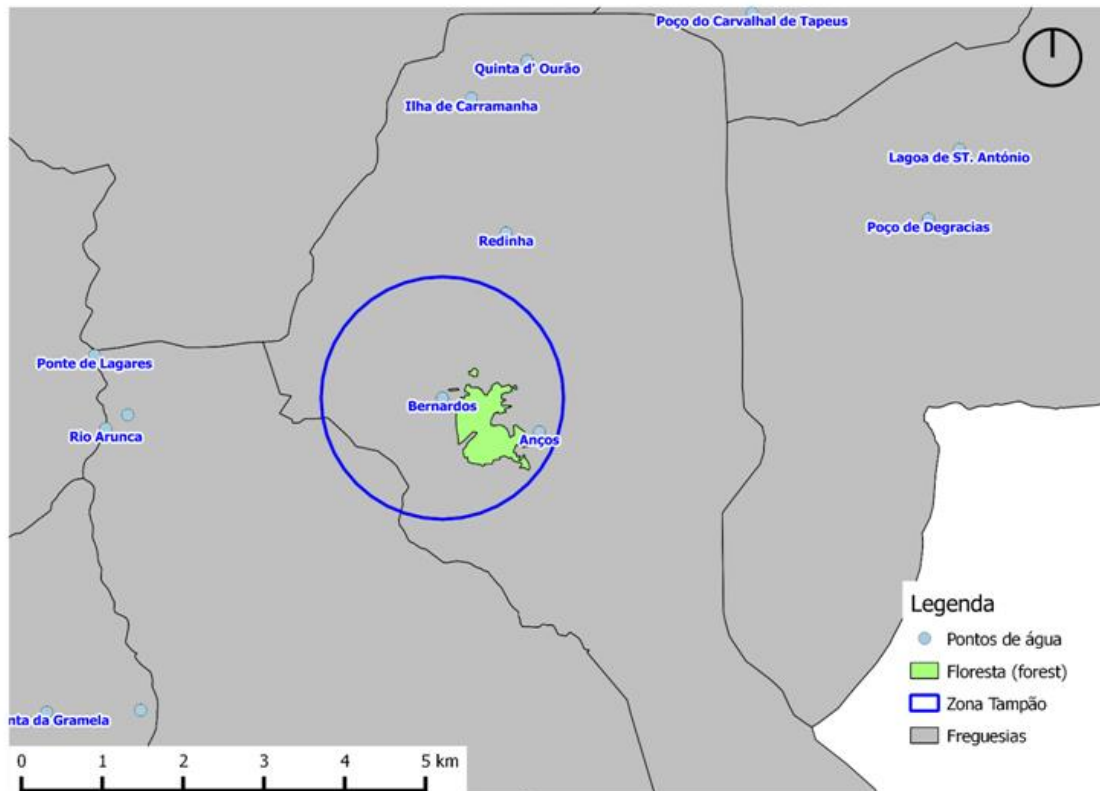 Poço do Carvalhal de Tapeus
Quinta d' Ourão
Ilha de Carramanha
Lagoa de ST. António
Poço de Degracias
Redinha
Ponte de Lagares
Bernardos
Rio Arunca
Anços
Legenda
Pontos de água
Floresta (forest)
Zona Tampão
Freguesias
nta da Gramela
0 1 2 3 4 5 km